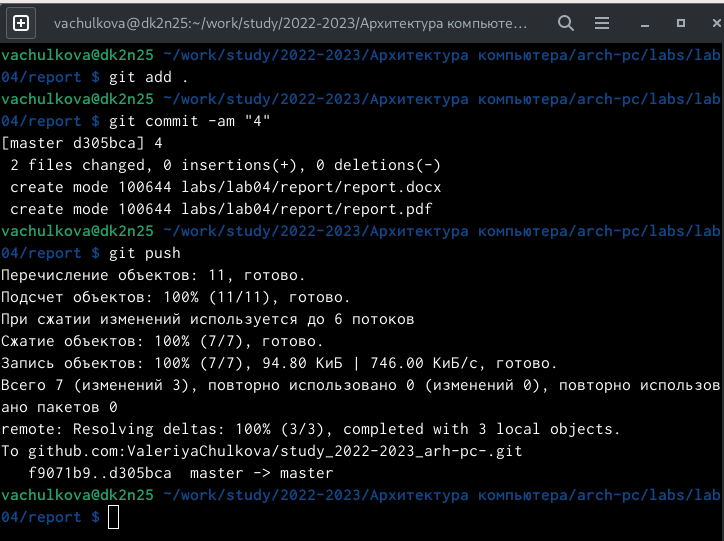 vachulkova@dk2n25:~/work/study/2022-2023/Архитектура компьюте…
vachulkova@dk2n25 ~/work/study/2022-2023/Архитектура компьютера/arch-pc/labs/lab
04/report $ git add .
vachulkova@dk2n25 ~/work/study/2022-2023/Архитектура компьютера/arch-pc/labs/lab
04/report $ git commit -am "4"
[master d305bca] 4
2 files changed, 0 insertions(+), 0 deletions(-)
create mode 100644 labs/lab04/report/report.docx
create mode 100644 labs/lab04/report/report.pdf
vachulkova@dk2n25 ~/work/study/2022-2023/Архитектура компьютера/arch-pc/labs/lab
04/report $ git push
Перечисление объектов: 11, готово.
Подсчет объектов: 100% (11/11), готово.
При сжатии изменений используется до 6 потоков
Сжатие объектов: 100% (7/7), готово.
Запись объектов: 100% (7/7), 94.80 КиБ | 746.00 КиБ/с, готово.
Всего 7 (изменений 3), повторно использовано 0 (изменений 0), повторно использов
ано пакетов 0
remote: Resolving deltas: 100% (3/3), completed with 3 local objects.
To github.com:ValeriyaChulkova/study_2022-2023_arh-pc-.git
f9071b9..d305bca  master -> master
vachulkova@dk2n25 ~/work/study/2022-2023/Архитектура компьютера/arch-pc/labs/lab
04/report $